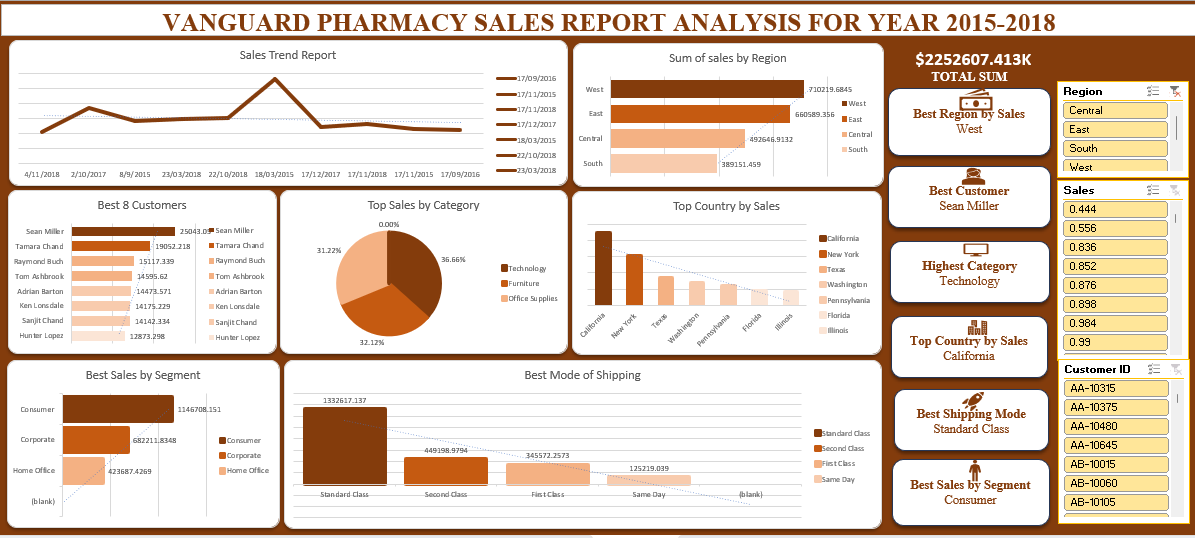 VANGUARD PHARMACY SALES REPORT ANALYSIS FOR YEAR 2015-2018
Sales Trend Report
17/09/2016
17/11/2015
17/11/2018
17/12/2017
18/03/2015
22/10/2018
23/03/2018
4/11/2018 2/10/2017 8/9/2015 23/03/2018 22/10/2018 18/03/2015 17/12/2017 17/11/2018 17/11/2015 17/09/2016
Sum of sales by Region
West 710219.6845
East 660589.356
Central 492646.9132
South 389151.459
West
East
Central
South
$2252607.413K
TOTAL SUM
Best Region by Sales
West
Best Customer
Sean Miller
Highest Category
Technology
Top Country by Sales
California
Best Shipping Mode
Standard Class
Best Sales by Segment
Consumer
Region
Central
East
South
West
Sales
0.444
0.556
0.836
0.852
0.876
0.898
0.984
0.99
Customer ID
AA-10315
AA-10375
AA-10480
AA-10645
AB-10015
AB-10060
AB-10105
Best 8 Customers
Sean Miller 25043.05
Tamara Chand 19052.218
Raymond Buch 15117.339
Tom Ashbrook 14595.62
Adrian Barton 14473.571
Ken Lonsdale 14175.229
Sanjit Chand 14142.334
Hunter Lopez 12873.298
Sean Miller
Tamara Chand
Raymond Buch
Tom Ashbrook
Adrian Barton
Ken Lonsdale
Sanjit Chand
Hunter Lopez
Top Sales by Category
0.00%
31.22%
36.66%
32.12%
Technology
Furniture
Office Supplies
Top Country by Sales
California
New York
Texas
Washington
Pennsylvania
Florida
Illinois
California
New York
Texas
Washington
Pennsylvania
Florida
Illinois
Best Sales by Segment
Consumer 1146708.151
Corporate 682211.8348
Home Office 423687.4269
(blank)
Consumer
Corporate
Home Office
Best Mode of Shipping
1332617.137
449198.9794
345572.2573
125219.039
Standard Class Second Class First Class Same Day (blank)
Standard Class
Second Class
First Class
Same Day